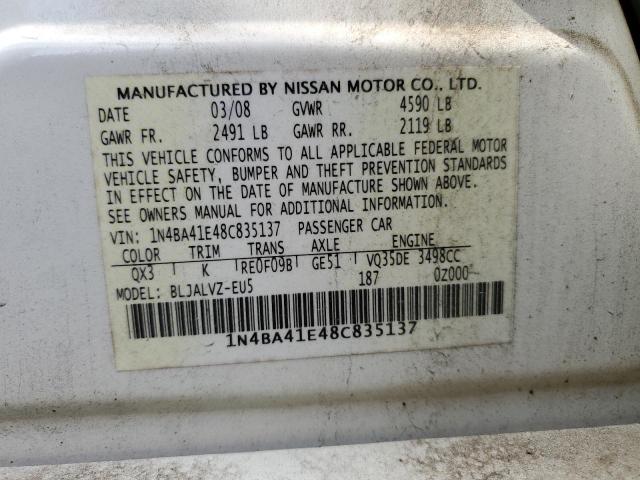 MANUFACTURED BY NISSAN MOTOR CO., LTD.
DATE 03/08 GVWR 4590 LB
GAWR FR. 2491 LB GAWR RR. 2119 LB
THIS VEHICLE CONFORMS TO ALL APPLICABLE FEDERAL MOTOR
VEHICLE SAFETY, BUMPER AND THEFT PREVENTION STANDARDS
IN EFFECT ON THE DATE OF MANUFACTURE SHOWN ABOVE.
SEE OWNERS MANUAL FOR ADDITIONAL INFORMATION.
VIN: 1N4BA41E48C835137 PASSENGER CAR
COLOR TRIM TRANS AXLE ENGINE
QX3 K RE0F09B GE51 VQ35DE 3498CC
MODEL: BLJALVZ-EU5 187 0Z000
1N4BA41E48C835137